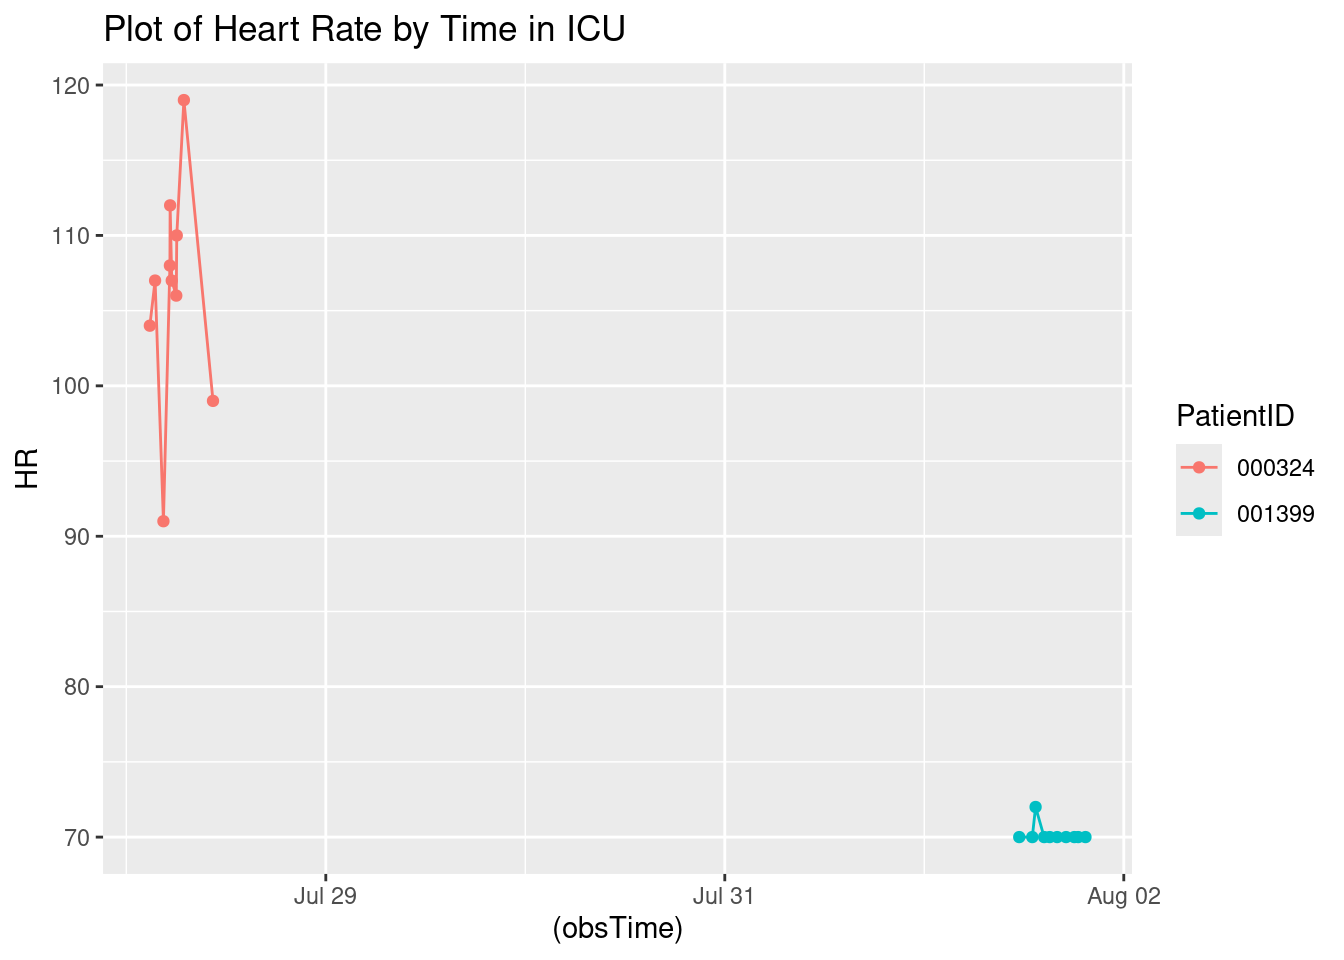 Plot of Heart Rate by Time in ICU
120
110
100
90
80
70
HR
Jul 29
Jul 31
Aug 02
(obsTime)
PatientID
000324
001399